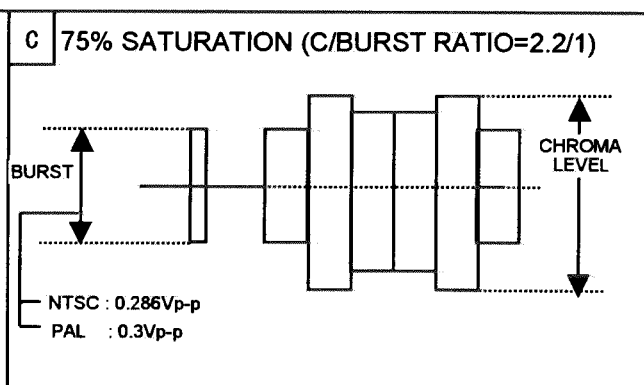 C 75% SATURATION (C/BURST RATIO=2.2/1)
BURST
CHROMA
LEVEL
NTSC : 0.286Vp-p
PAL : 0.3Vp-p